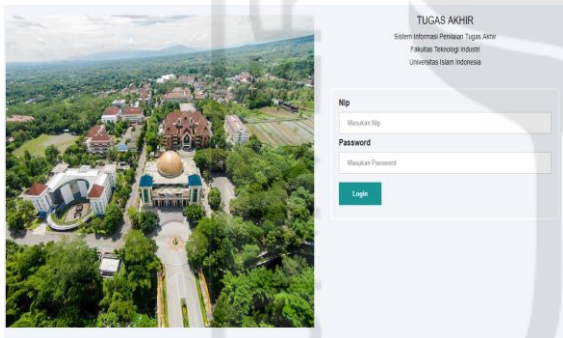 TUGAS AKHIR
Sistem Informasi Penilaian Tugas Akhir
Fakultas Teknologi Industri
Universitas Islam Indonesia
Nip
Masukan Nip
Password
Masukan Password
Login